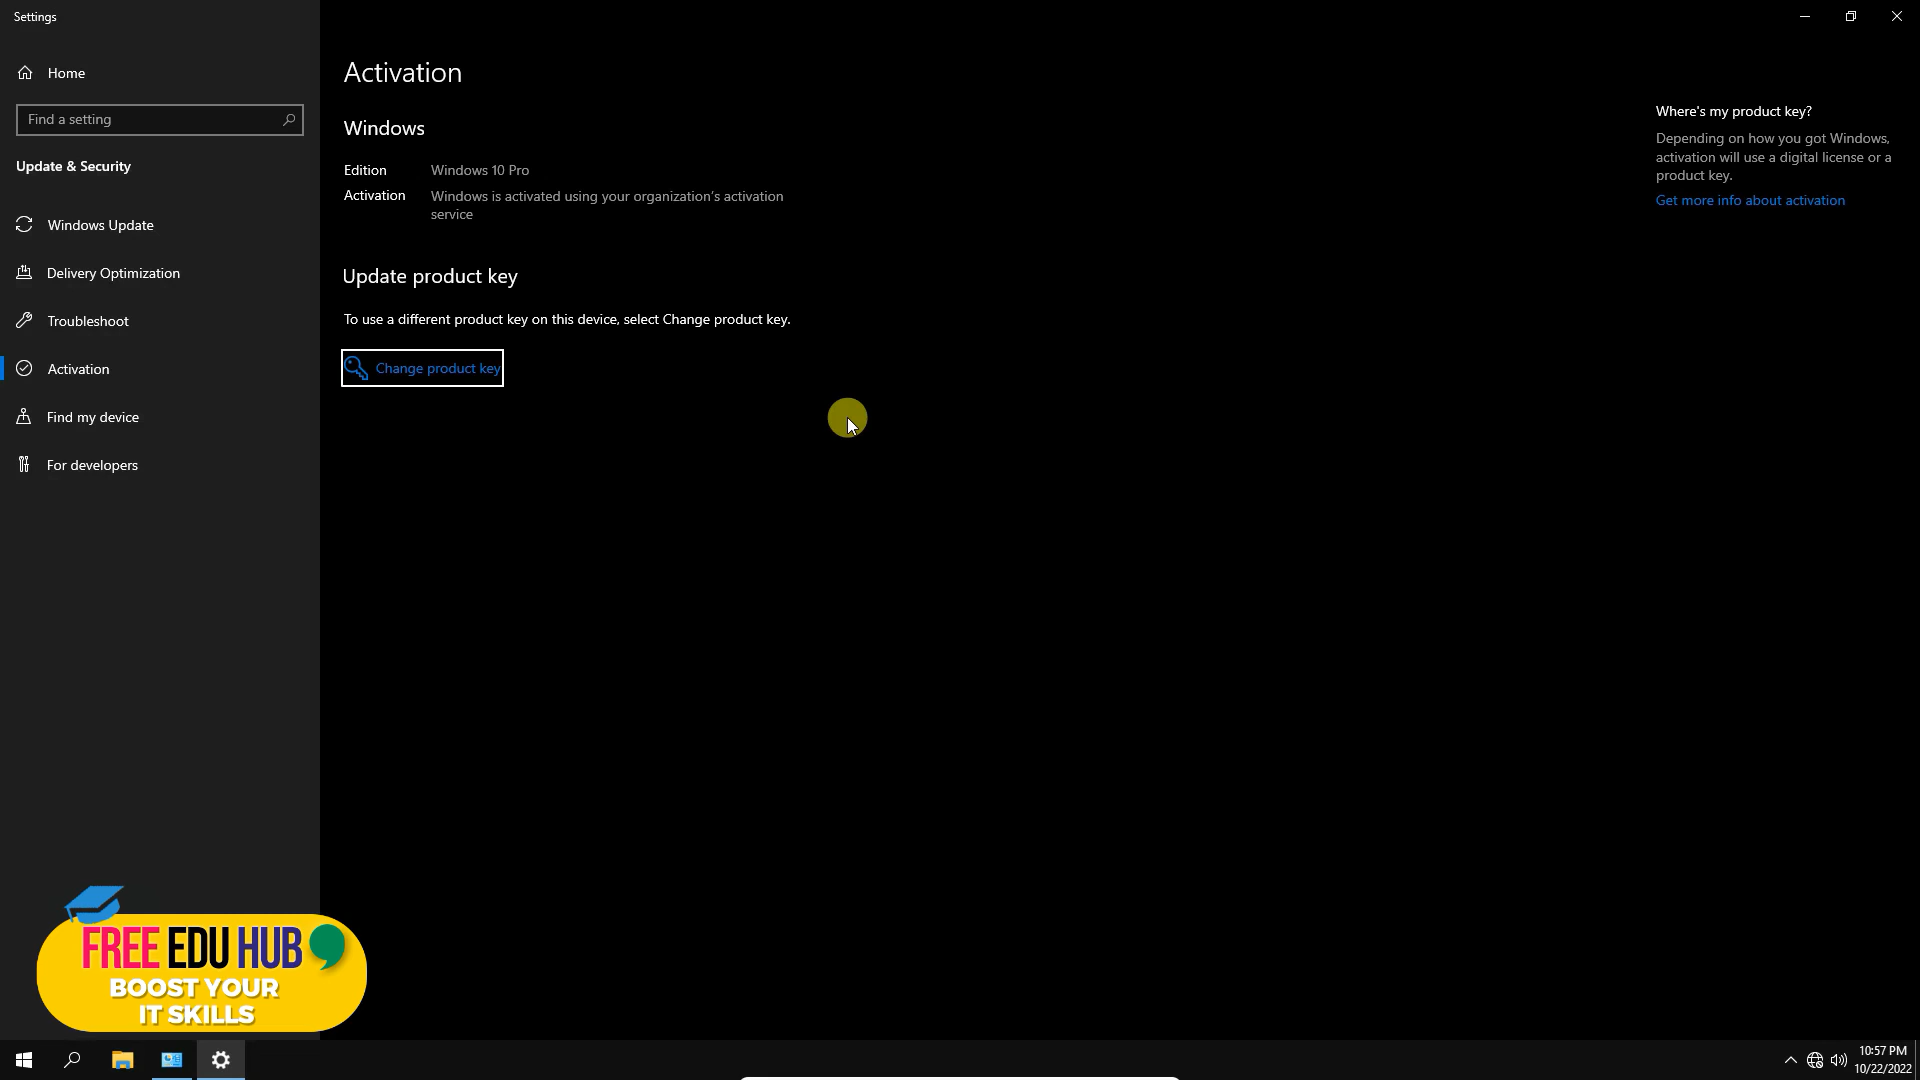 Settings
Home
Find a setting
Update & Security
Windows Update
Delivery Optimization
Troubleshoot
Activation
Find my device
For developers
Activation
Windows
Edition Windows 10 Pro
Activation Windows is activated using your organization's activation
service
Update product key
To use a different product key on this device, select Change product key.
Change product key
Where's my product key?
Depending on how you got Windows,
activation will use a digital license or a
product key.
Get more info about activation
FREE EDU HUB
BOOST YOUR
IT SKILLS
10:57 PM
10/22/2022